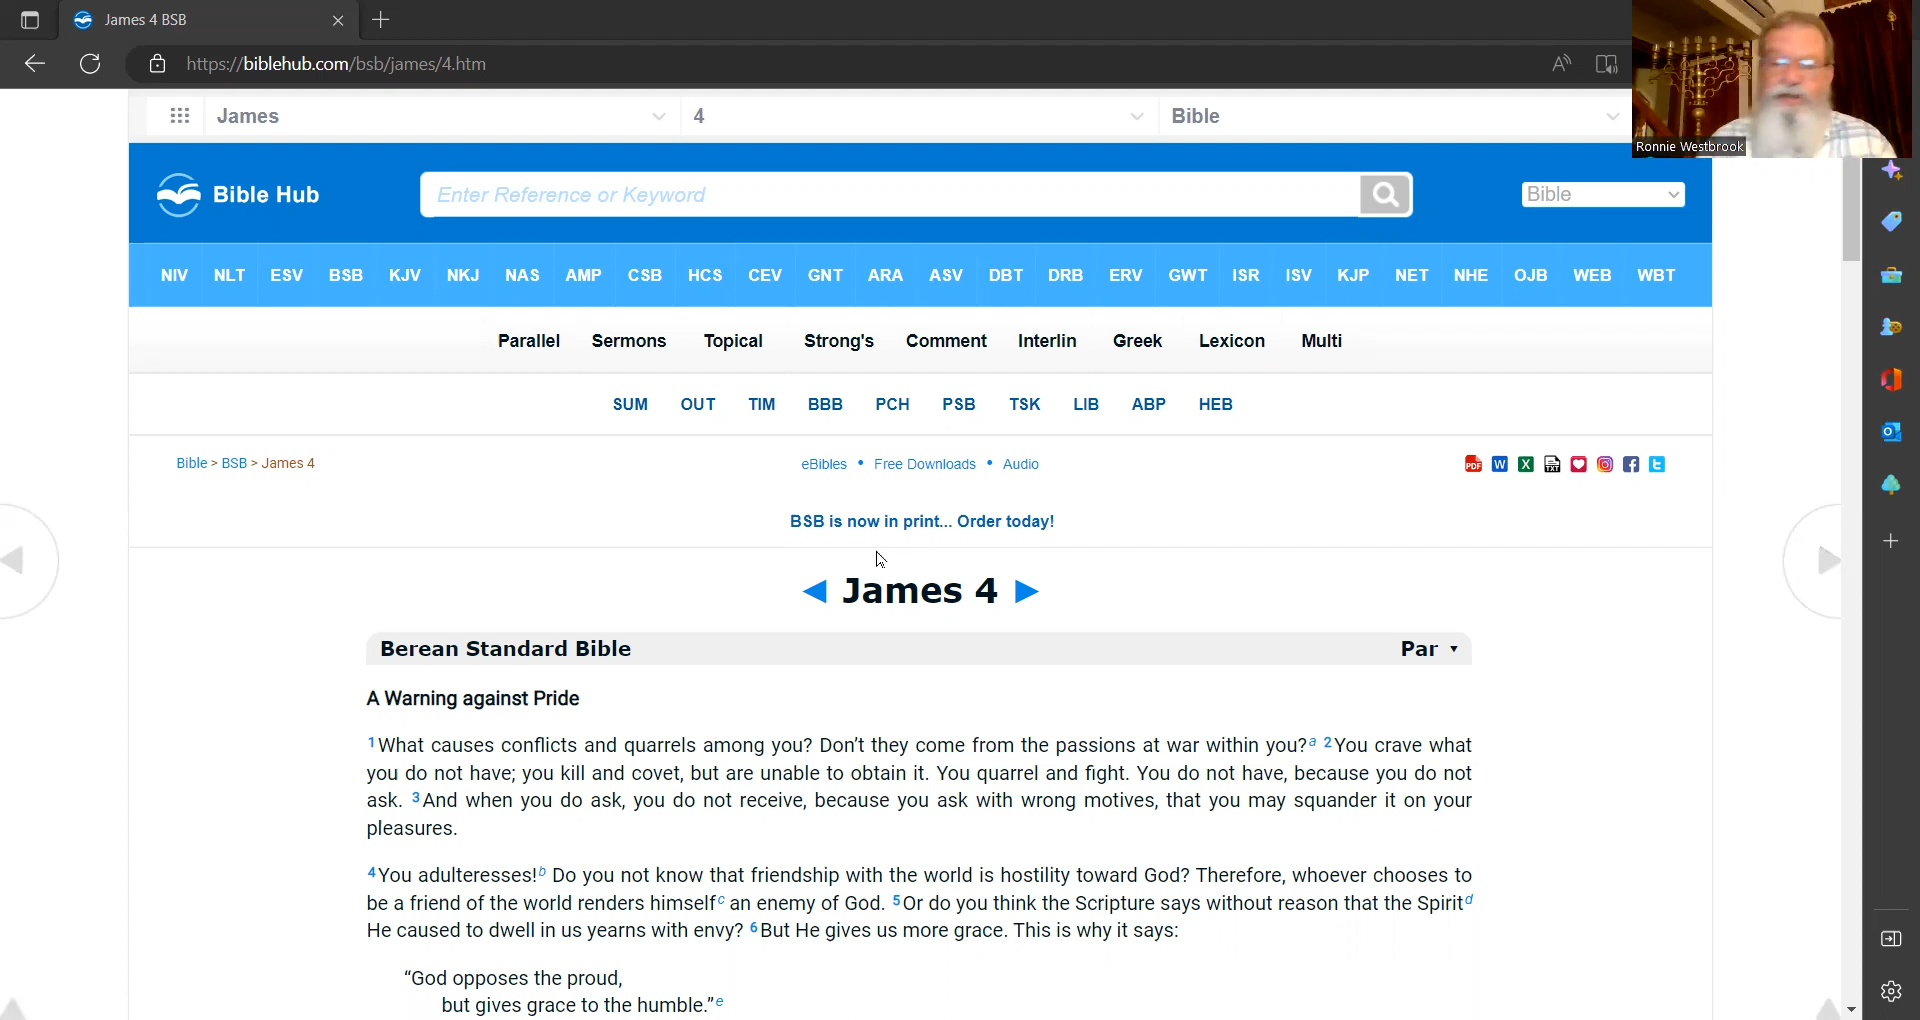 James 4 BSB
https://biblehub.com/bsb/james/4.htm
Ronnie Westbrook
James 4 Bible
Bible Hub Enter Reference or Keyword Bible
NIV NLT ESV BSB KJV NKJ NAS AMP CSB HCS CEV GNT ARA ASV DBT DRB ERV GWT ISR ISV KJP NET NHE OJB WEB WBT
Parallel Sermons Topical Strong's Comment Interlin Greek Lexicon Multi
SUM OUT TIM BBB PCH PSB TSK LIB ABP HEB
Bible > BSB > James 4 eBibles • Free Downloads • Audio
BSB is now in print... Order today!
◄ James 4 ►
Berean Standard Bible Par ▼
A Warning against Pride
1What causes conflicts and quarrels among you? Don’t they come from the passions at war within you?a 2You crave what
you do not have; you kill and covet, but are unable to obtain it. You quarrel and fight. You do not have, because you do not
ask. 3And when you do ask, you do not receive, because you ask with wrong motives, that you may squander it on your
pleasures.
4You adulteresses!b Do you not know that friendship with the world is hostility toward God? Therefore, whoever chooses to
be a friend of the world renders himselfc an enemy of God. 5Or do you think the Scripture says without reason that the Spiritd
He caused to dwell in us yearns with envy? 6But He gives us more grace. This is why it says:
“God opposes the proud,
but gives grace to the humble.”e